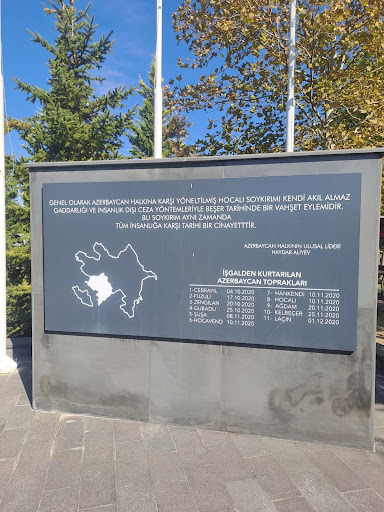 GENEL OLARAK AZERBAYCAN HALKINA KARŞI YÖNELTİLMİŞ HOCALI SOYKIRIMI KENDİ AKIL ALMAZ
GADDARLIĞI VE İNSANLIK DIŞI CEZA YÖNTEMLERİYLE BEŞER TARİHİNDE BİR VAHŞET EYLEMİDİR.
BU SOYKIRIM AYNI ZAMANDA
TÜM İNSANLIĞA KARŞI TARİHİ BİR CİNAYETTTİR.
AZERBAYCAN HALKININ ULUSAL LİDERİ
HAYDAR ALİYEV
İŞGALDEN KURTARILAN
AZERBAYCAN TOPRAKLARI
1-CEBRAYIL 04.10.2020
2-FUZULİ 17.10.2020
3-ZENGİLAN 20.10.2020
4-GUBADLI 25.10.2020
5-ŞUŞA 08.11.2020
6-HOCAVEND 10.11.2020
7- HANKENDİ 10.11.2020
8- HOCALI 10.11.2020
9- AĞDAM 20.11.2020
10- KELBECER 25.11.2020
11- LAÇIN 01.12.2020